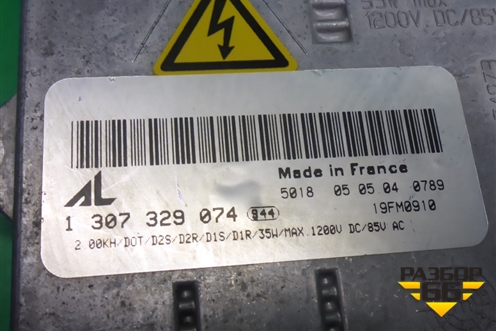 1200V DC/85V
Made in France
AL
5018 05 05 04 0789
1 307 329 074 944
19FM0910
2.00KH/DOT/D2S/D2R/D1S/D1R/35W/MAX.1200V DC/85V AC
РАЗБОР
66